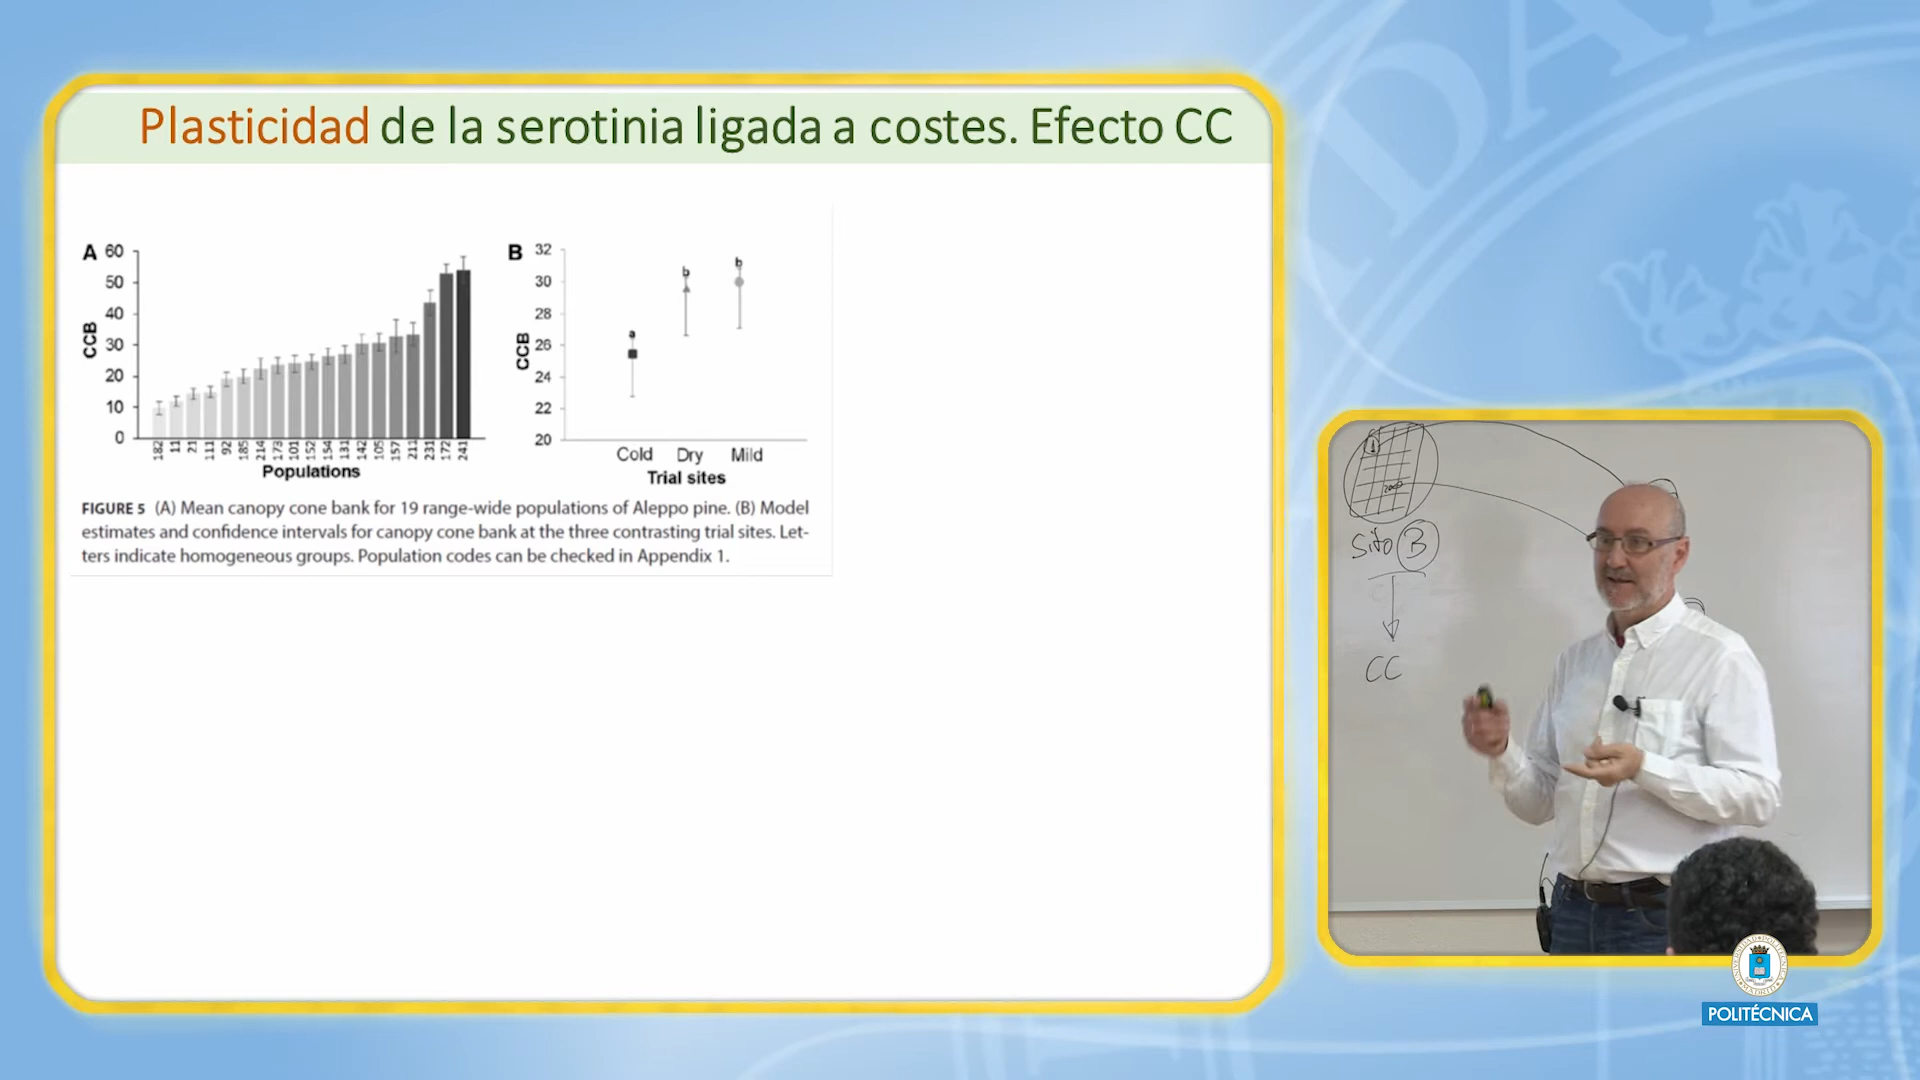 Plasticidad de la serotinia ligada a costes. Efecto CC
A
60
50
40
30
20
10
0
CCB
182 11 21 111 92 185 214 173 101 152 154 131 142 105 157 211 231 172 241
Populations
B
32
30
28
26
24
22
20
CCB
a
b
b
Cold Dry Mild
Trial sites
FIGURE 5 (A) Mean canopy cone bank for 19 range-wide populations of Aleppo pine. (B) Model
estimates and confidence intervals for canopy cone bank at the three contrasting trial sites. Let-
ters indicate homogeneous groups. Population codes can be checked in Appendix 1.
Sitio B
CC
POLITÉCNICA